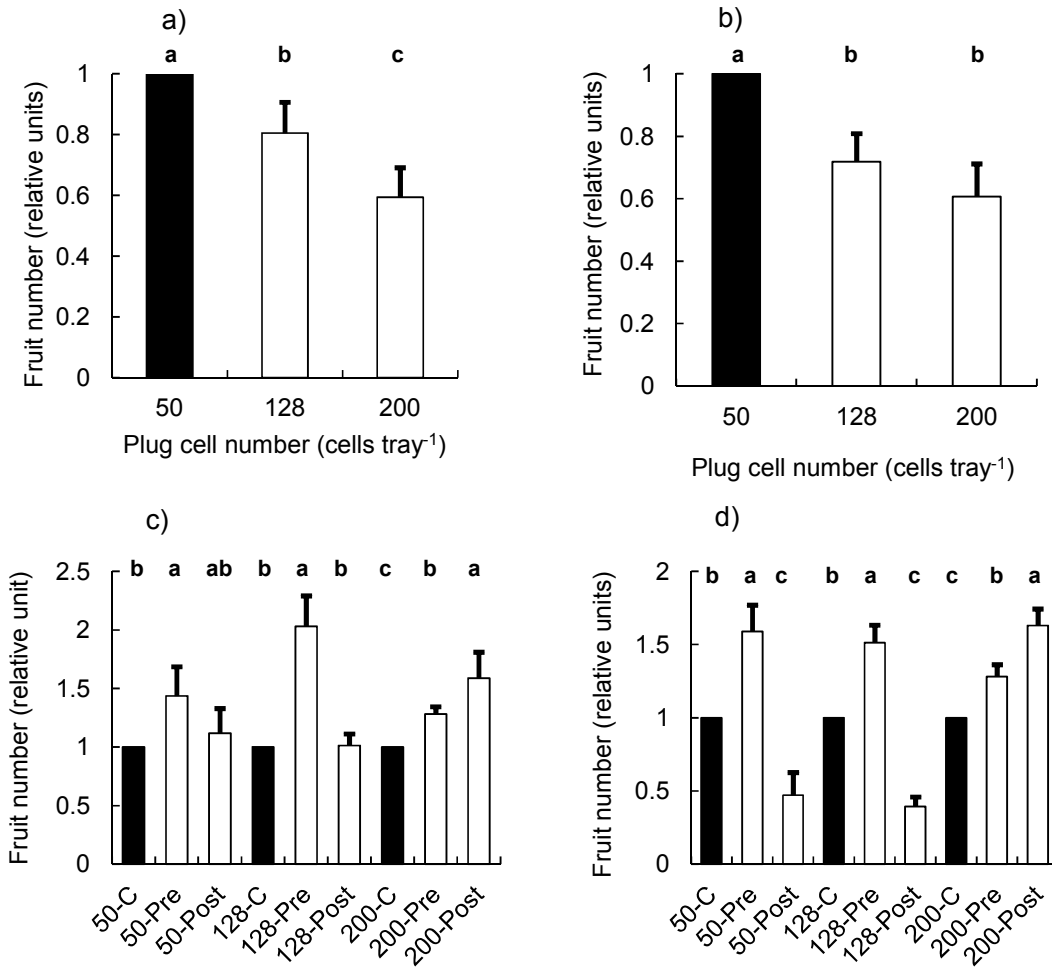 a)
a b c
Fruit number (relative units)
1
0.8
0.6
0.4
0.2
0
50 128 200
Plug cell number (cells tray-1)
b)
a b b
Fruit number (relative units)
1
0.8
0.6
0.4
0.2
0
50 128 200
Plug cell number (cells tray-1)
c)
b a ab b a b c b a
Fruit number (relative unit)
2.5
2
1.5
1
0.5
0
50-C 50-Pre 50-Post 128-C 128-Pre 128-Post 200-C 200-Pre 200-Post
d)
b a c b a c c b a
Fruit number (relative units)
2
1.5
1
0.5
0
50-C 50-Pre 50-Post 128-C 128-Pre 128-Post 200-C 200-Pre 200-Post